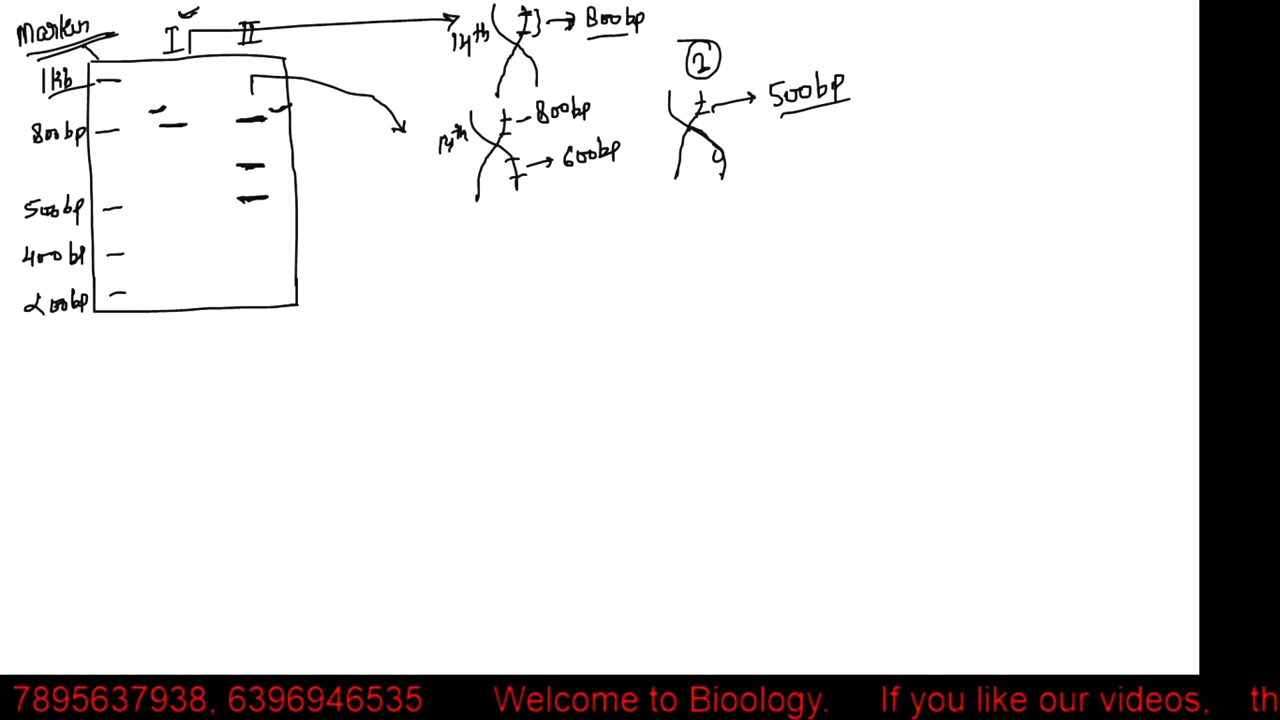 Marker
I
II
1kb
800bp
500bp
400bp
200bp
14th
800bp
14th
800bp
600bp
500bp
7895637938, 6396946535 Welcome to Bioology. If you like our videos, th